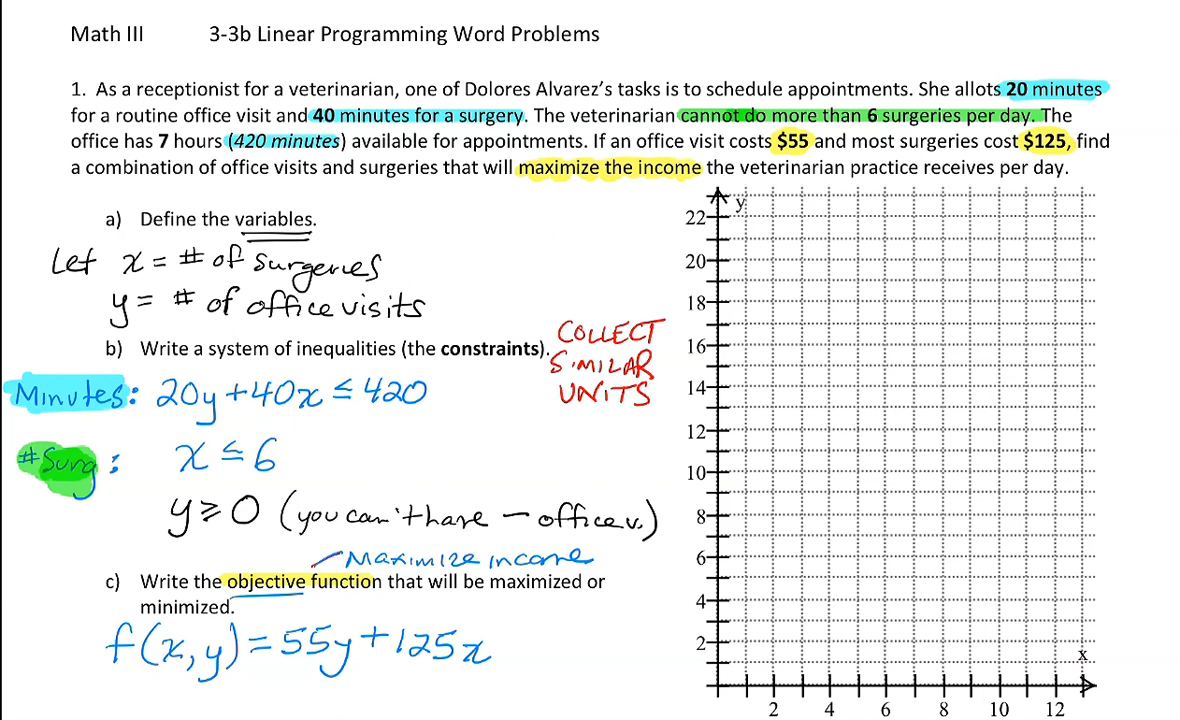 Math III 3-3b Linear Programming Word Problems
1. As a receptionist for a veterinarian, one of Dolores Alvarez's tasks is to schedule appointments. She allots 20 minutes
for a routine office visit and 40 minutes for a surgery. The veterinarian cannot do more than 6 surgeries per day. The
office has 7 hours (420 minutes) available for appointments. If an office visit costs $55 and most surgeries cost $125, find
a combination of office visits and surgeries that will maximize the income the veterinarian practice receives per day.
a) Define the variables.
Let x = # of surgeries
y = # of office visits
b) Write a system of inequalities (the constraints).
COLLECT
SIMILAR
UNITS
Minutes: 20y + 40x ≤ 420
# Surg: x ≤ 6
y ≥ 0 (you can't have − office v.)
Maximize income
c) Write the objective function that will be maximized or
minimized.
f(x,y) = 55y + 125x
y
22
20
18
16
14
12
10
8
6
4
2
x
2 4 6 8 10 12